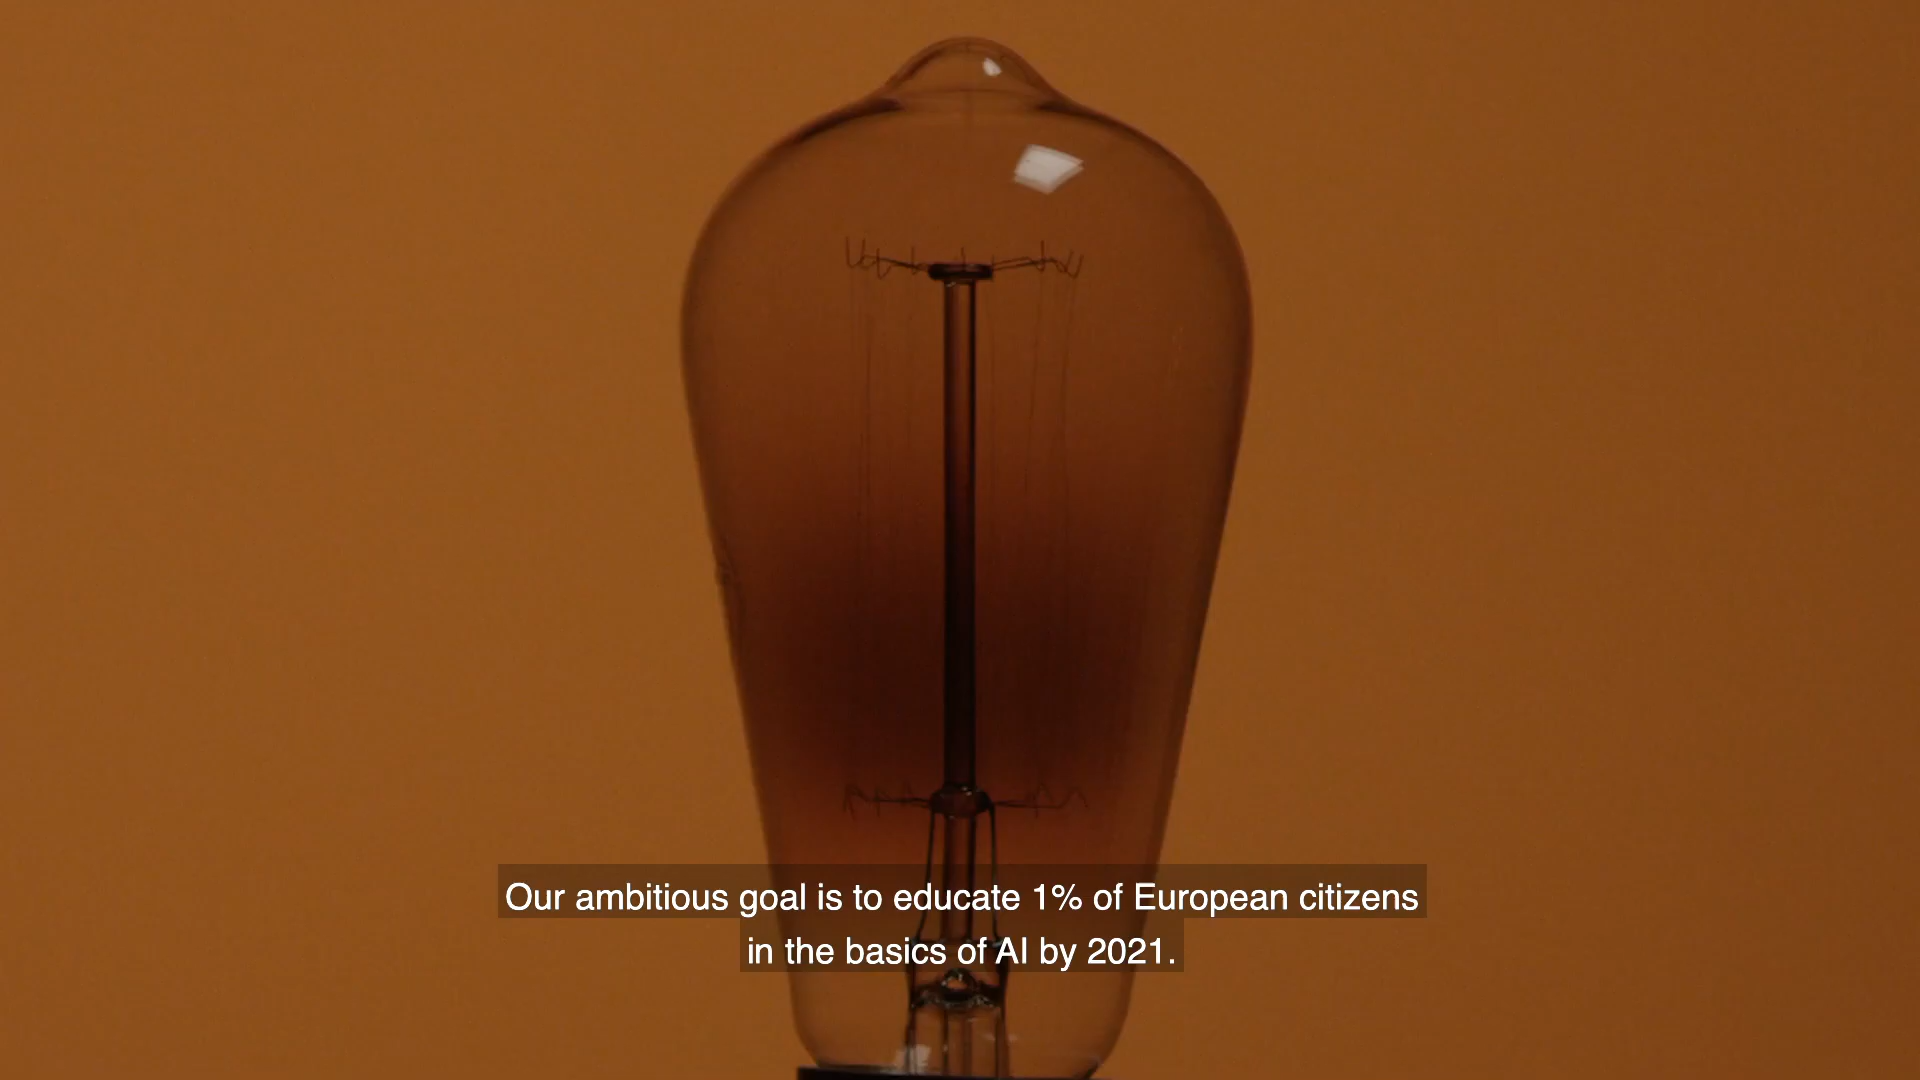 Our ambitious goal is to educate 1% of European citizens
in the basics of AI by 2021.